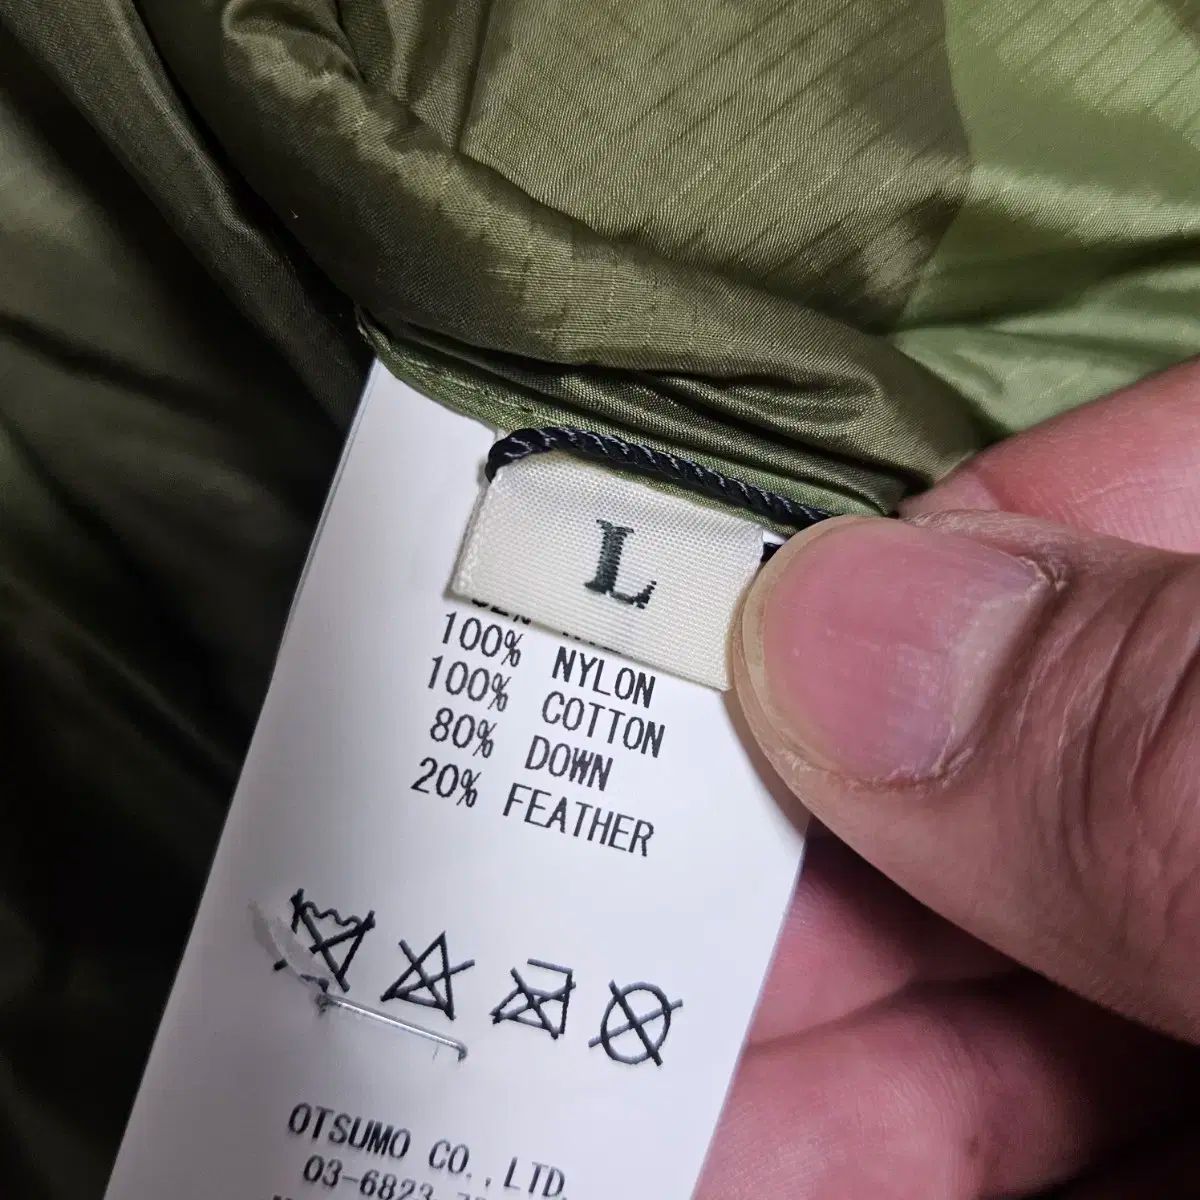 L
100% NYLON
100% COTTON
80% DOWN
20% FEATHER
OTSUMO CO.,LTD.
03-6823